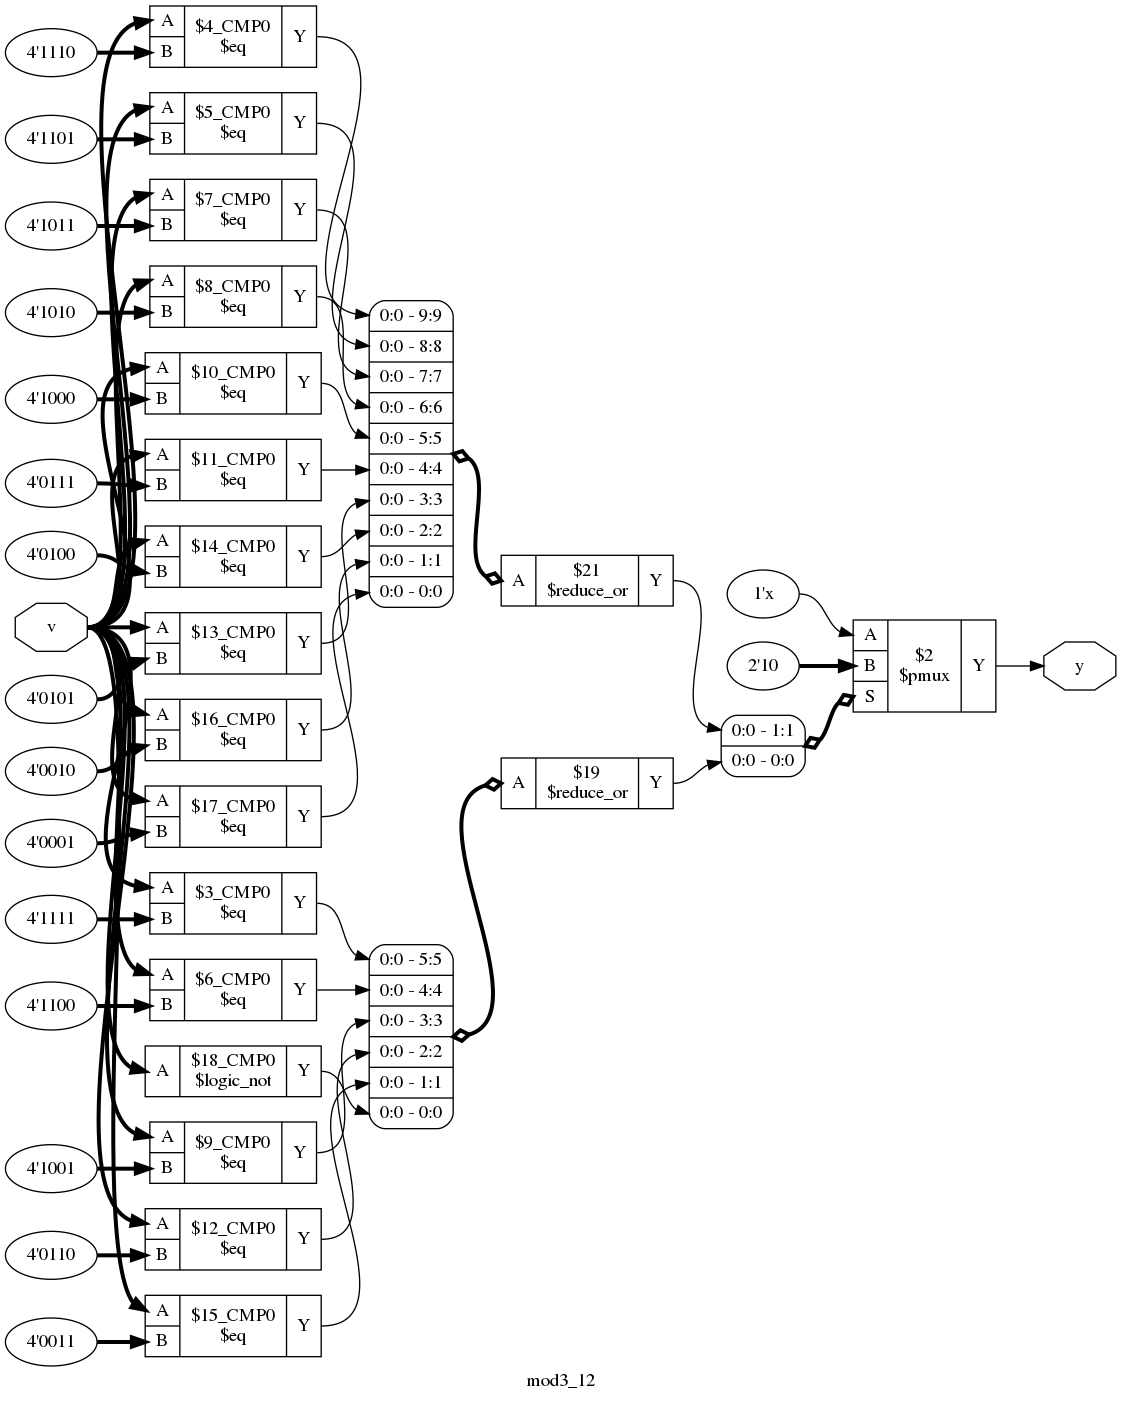 4'1110
A
B
$4_CMP0
$eq
Y
4'1101
A
B
$5_CMP0
$eq
Y
4'1011
A
B
$7_CMP0
$eq
Y
4'1010
A
B
$8_CMP0
$eq
Y
4'1000
A
B
$10_CMP0
$eq
Y
4'0111
A
B
$11_CMP0
$eq
Y
4'0100
A
B
$14_CMP0
$eq
Y
v
A
B
$13_CMP0
$eq
Y
4'0101
A
B
$16_CMP0
$eq
Y
4'0010
A
B
$17_CMP0
$eq
Y
4'0001
A
B
$3_CMP0
$eq
Y
4'1111
A
B
$6_CMP0
$eq
Y
4'1100
A
$18_CMP0
$logic_not
Y
A
B
$9_CMP0
$eq
Y
4'1001
A
B
$12_CMP0
$eq
Y
4'0110
A
B
$15_CMP0
$eq
Y
4'0011
0:0 - 9:9
0:0 - 8:8
0:0 - 7:7
0:0 - 6:6
0:0 - 5:5
0:0 - 4:4
0:0 - 3:3
0:0 - 2:2
0:0 - 1:1
0:0 - 0:0
0:0 - 5:5
0:0 - 4:4
0:0 - 3:3
0:0 - 2:2
0:0 - 1:1
0:0 - 0:0
A
$21
$reduce_or
Y
A
$19
$reduce_or
Y
1'x
2'10
0:0 - 1:1
0:0 - 0:0
A
B
S
$2
$pmux
Y
y
mod3_12